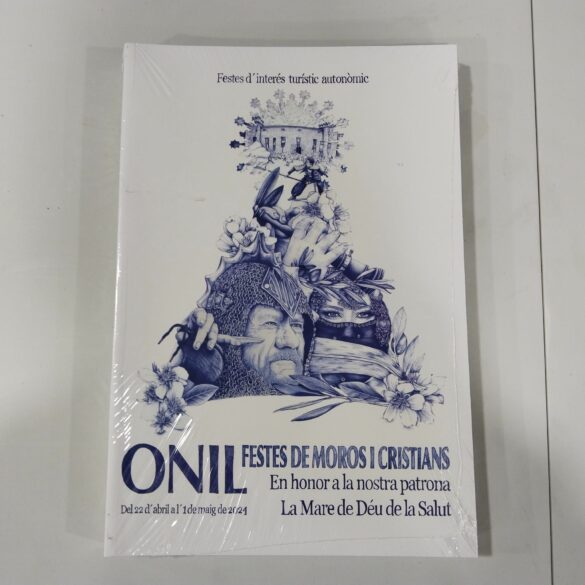 Festes d´interés turístic autonòmic
ONIL FESTES DE MOROS I CRISTIANS
En honor a la nostra patrona
Del 22 d´abril a l´1 de maig de 2024 La Mare de Déu de la Salut